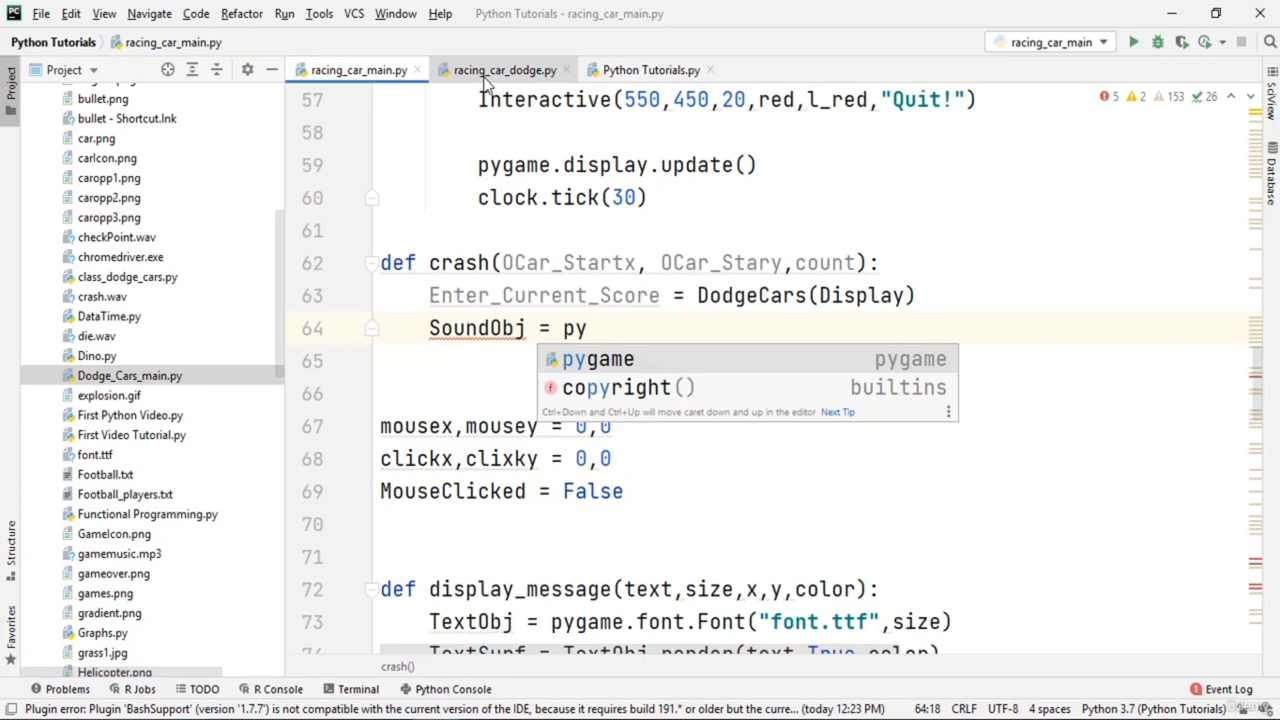 File Edit View Navigate Code Refactor Run Tools VCS Window Help Python Tutorials - racing_car_main.py
Python Tutorials racing_car_main.py racing_car_main
Project
Project
racing_car_main.py racing_car_dodge.py Python Tutorials.py
bullet.png
bullet - Shortcut.lnk
car.png
carIcon.png
caropp1.png
caropp2.png
caropp3.png
checkPoint.wav
chromedriver.exe
class_dodge_cars.py
crash.wav
DataTime.py
die.wav
Dino.py
Dodge_Cars_main.py
explosion.gif
First Python Video.py
First Video Tutorial.py
font.ttf
Football.txt
Football_players.txt
Functional Programming.py
GameIcon.png
gamemusic.mp3
gameover.png
games.png
gradient.png
Graphs.py
grass1.jpg
Helicopter.png
Structure
Favorites
57 Interactive(550,450,20,red,l_red,"Quit!")
58
59 pygame.display.update()
60 clock.tick(30)
61
62 def crash(OCar_Startx, OCar_Stary,count):
63 Enter_Current_Score = DodgeCars(Display)
64 SoundObj = py
65
66
67 mousex,mousey = 0,0
68 clickx,clixky = 0,0
69 MouseClicked = False
70
71
72 def display_message(text,size,x,y,color):
73 TextObj = pygame.font.Font("font.ttf",size)
74 TextSurf = TextObj.render(text,True,color)
pygame pygame
copyright() builtins
Ctrl+Down and Ctrl+Up will move caret down and up in the editor Next Tip
5 2 153 26
SciView
Database
crash()
Problems R Jobs TODO R Console Terminal Python Console Event Log
Plugin error: Plugin 'BashSupport' (version '1.7.7') is not compatible with the current version of the IDE, because it requires build 191.* or older but the curre... (today 12:23 PM) 64:18 CRLF UTF-8 4 spaces Python 3.7 (Python Tutorials)